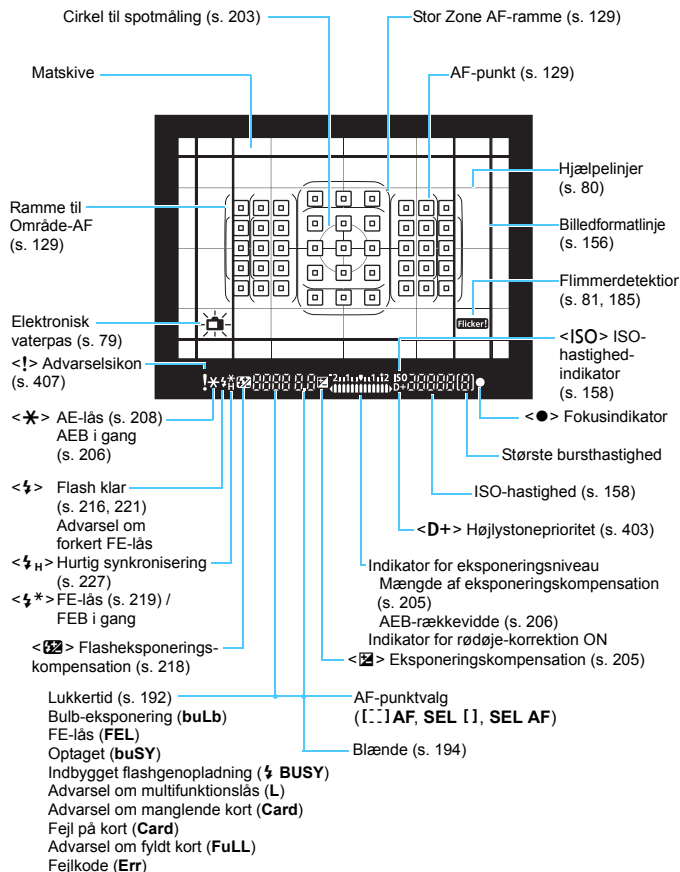 Cirkel til spotmåling (s. 203)
Stor Zone AF-ramme (s. 129)
Matskive
AF-punkt (s. 129)
Hjælpelinjer
(s. 80)
Ramme til
Område-AF
(s. 129)
Billedformatlinje
(s. 156)
Flimmerdetektion
(s. 81, 185)
Flicker!
Elektronisk
vaterpas (s. 79)
<!> Advarselsikon
(s. 407)
<ISO> ISO-
hastighed-
indikator
(s. 158)
<✱> AE-lås (s. 208)
AEB i gang
(s. 206)
<●> Fokusindikator
Største bursthastighed
<⚡> Flash klar
(s. 216, 221)
Advarsel om
forkert FE-lås
ISO-hastighed (s. 158)
<D+> Højlystoneprioritet (s. 403)
<⚡H> Hurtig synkronisering
(s. 227)
<⚡*> FE-lås (s. 219) /
FEB i gang
Indikator for eksponeringsniveau
Mængde af eksponeringskompensation
(s. 205)
AEB-rækkevidde (s. 206)
Indikator for rødøje-korrektion ON
< > Flasheksponerings-
kompensation (s. 218)
< > Eksponeringskompensation (s. 205)
Lukkertid (s. 192)
Bulb-eksponering (buLb)
FE-lås (FEL)
Optaget (buSY)
Indbygget flashgenopladning (⚡ BUSY)
Advarsel om multifunktionslås (L)
Advarsel om manglende kort (Card)
Fejl på kort (Card)
Advarsel om fyldt kort (FuLL)
Fejlkode (Err)
AF-punktvalg
([ ] AF, SEL [ ], SEL AF)
Blænde (s. 194)